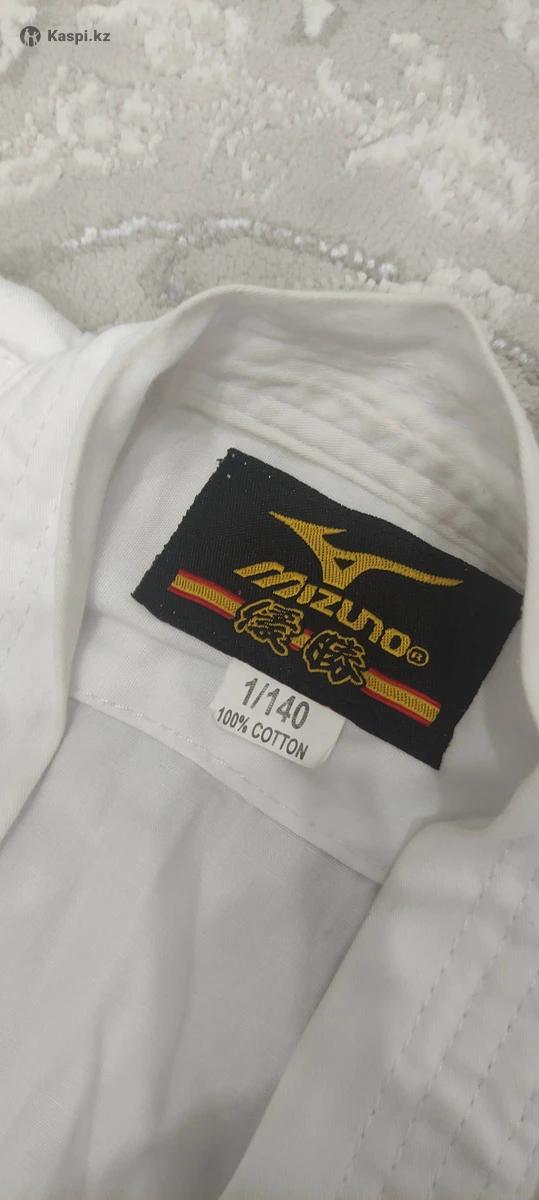 Kaspi.kz
MIZUNO®
優勝
1/140
100% COTTON